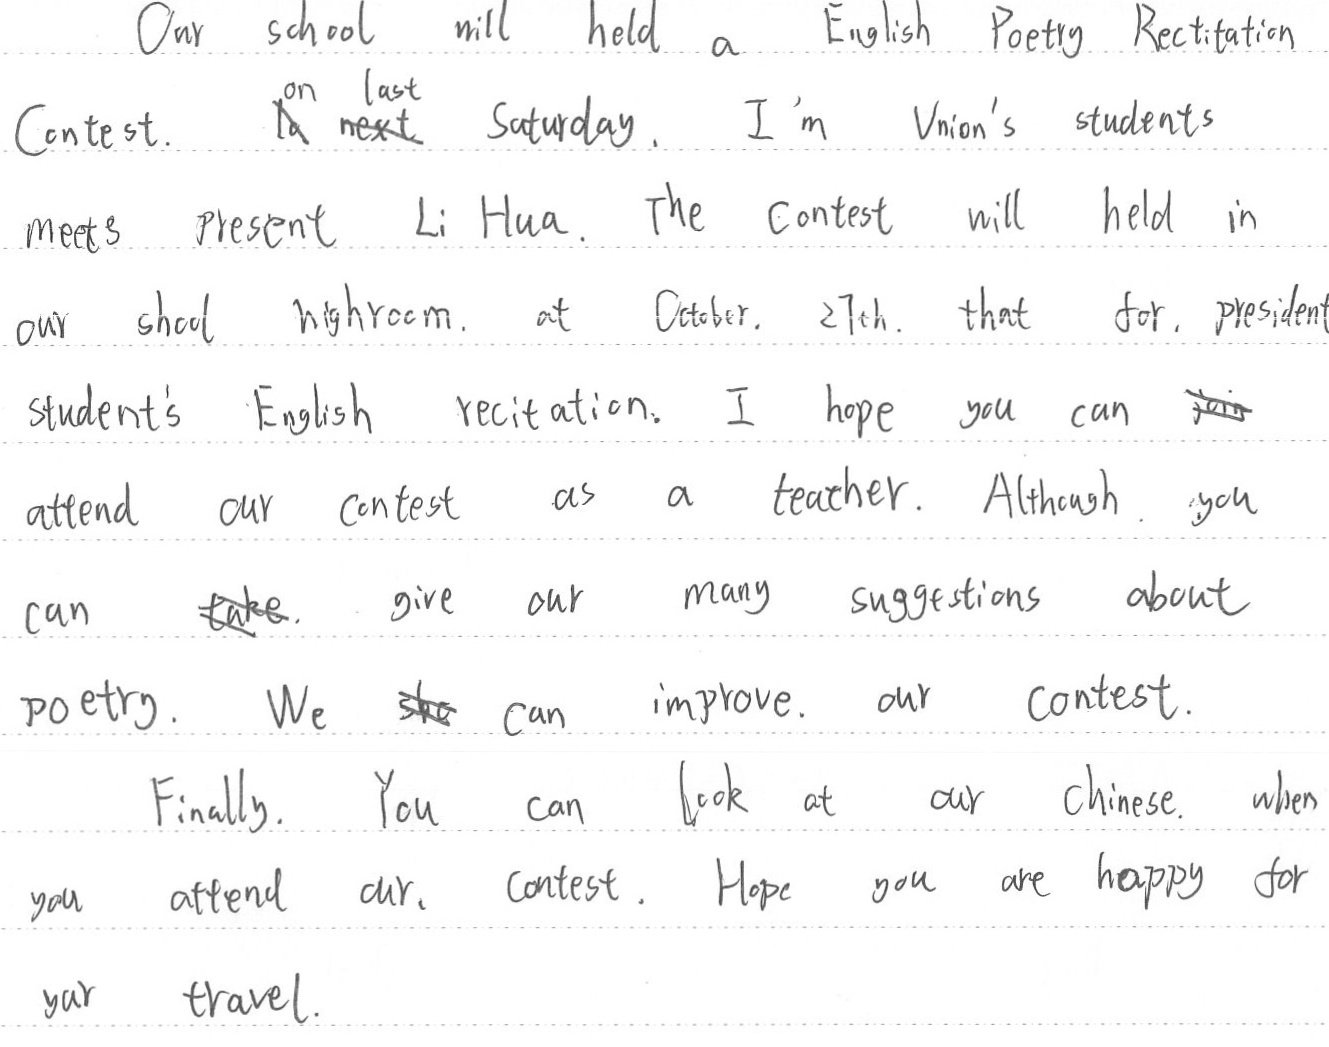 Our school will held a English Poetry Rectitation
on last
Contest. Saturday. I'm Vnion's students
meets present Li Hua. The contest will held in
our shool highroom. at October. 27th. that for. president
student's English recitation. I hope you can
attend our contest as a teacher. Although. you
can give our many suggestions about
poetry. We can improve. our contest.
Finally. You can look at our Chinese. when
you attend our. contest. Hope you are happy for
your travel.